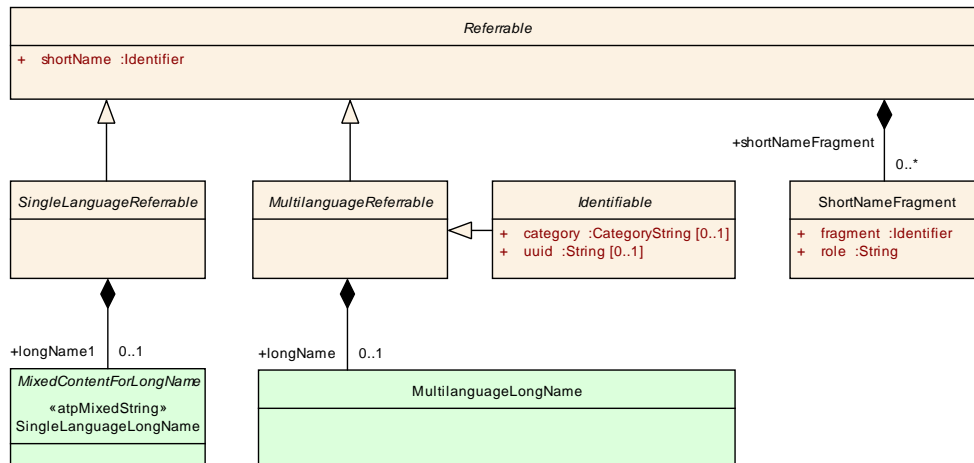 Referrable
+ shortName :Identifier
+shortNameFragment
0..*
SingleLanguageReferrable
MultilanguageReferrable
Identifiable
+ category :CategoryString [0..1]
+ uuid :String [0..1]
ShortNameFragment
+ fragment :Identifier
+ role :String
+longName1 0..1
+longName 0..1
MixedContentForLongName
«atpMixedString»
SingleLanguageLongName
MultilanguageLongName